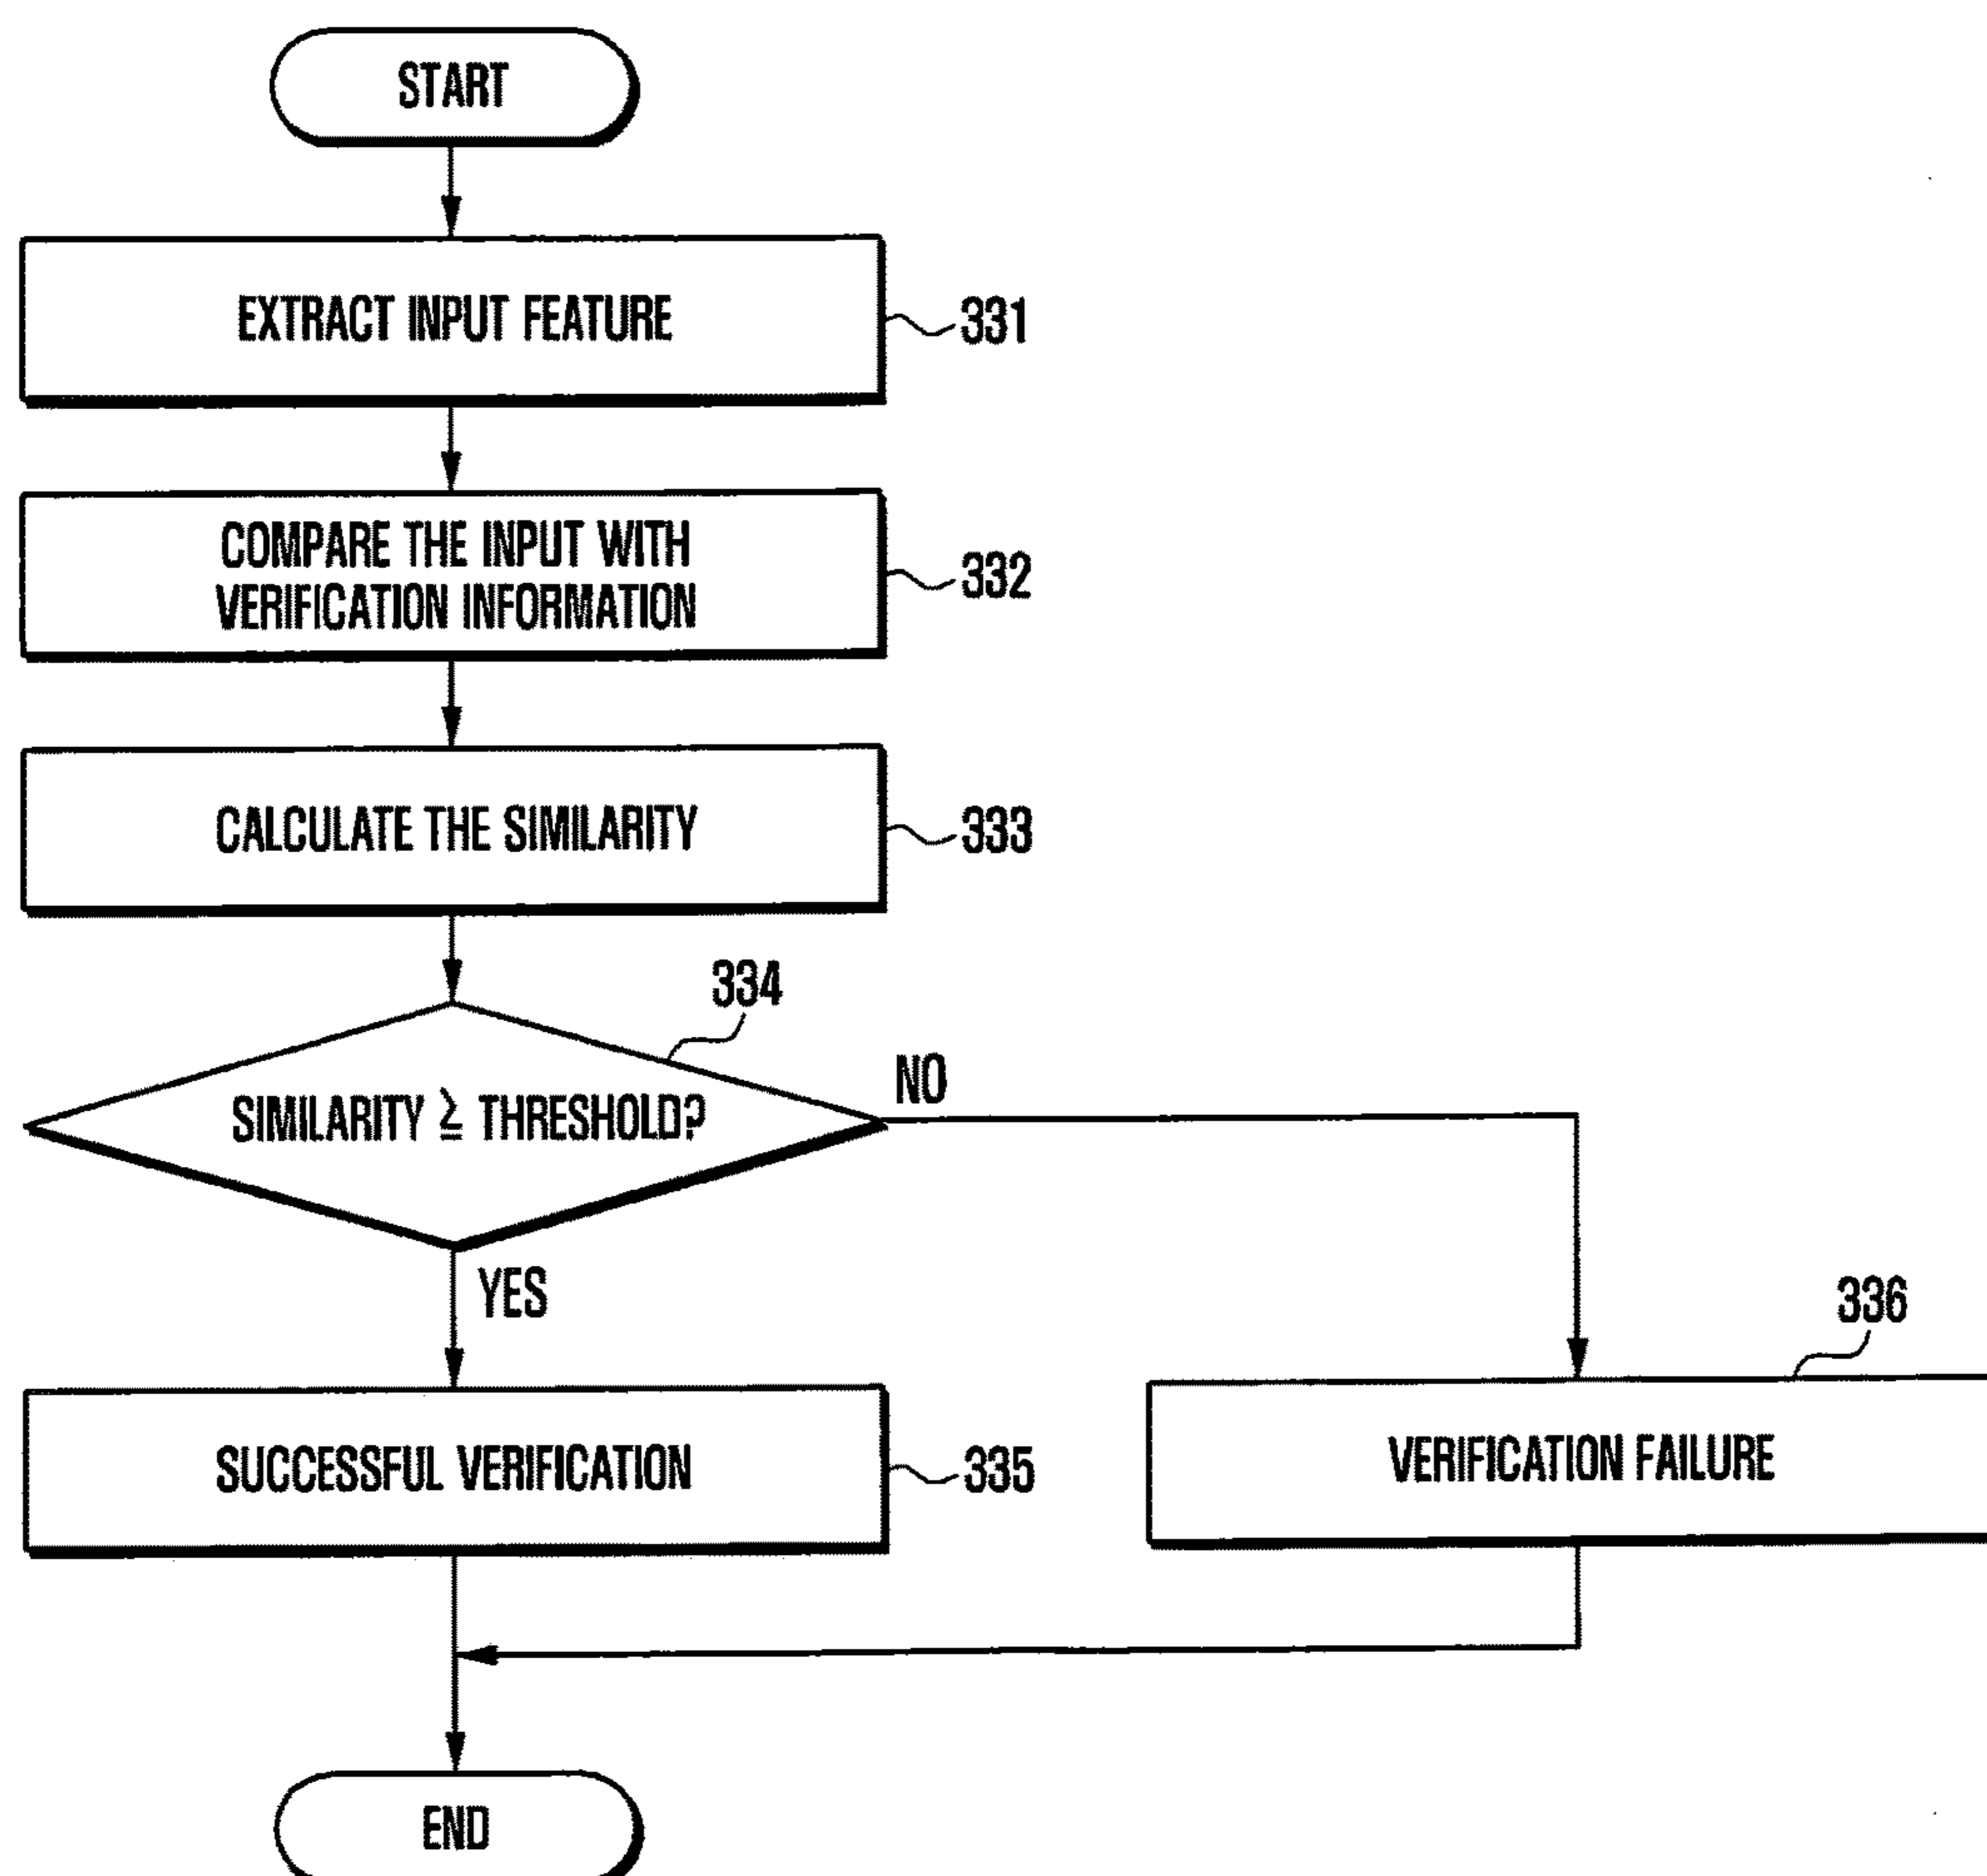 START
EXTRACT INPUT FEATURE
331
COMPARE THE INPUT WITH
VERIFICATION INFORMATION
332
CALCULATE THE SIMILARITY
333
334
SIMILARITY ≧ THRESHOLD?
NO
YES
336
SUCCESSFUL VERIFICATION
335
VERIFICATION FAILURE
END